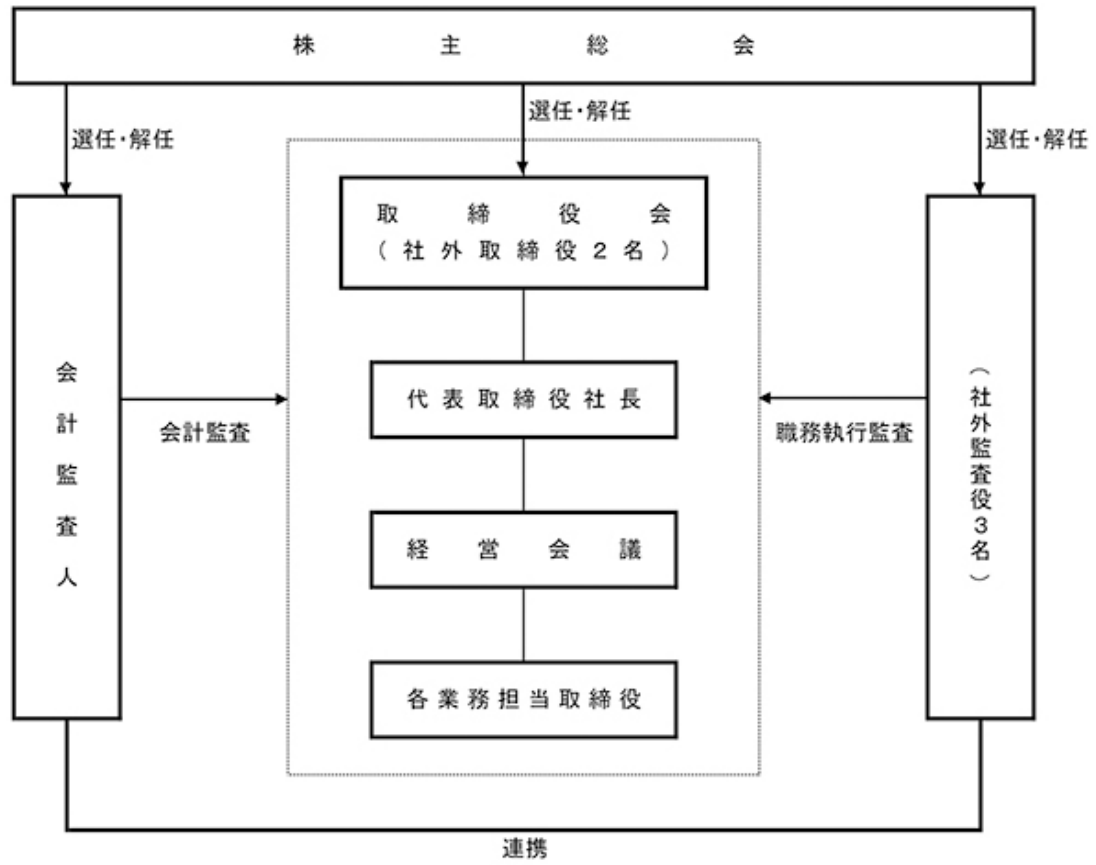 株主総会
選任・解任
選任・解任
選任・解任
取締役会
(社外取締役2名)
代表取締役社長
会計監査人
会計監査
職務執行監査
(社外監査役3名)
経営会議
各業務担当取締役
連携